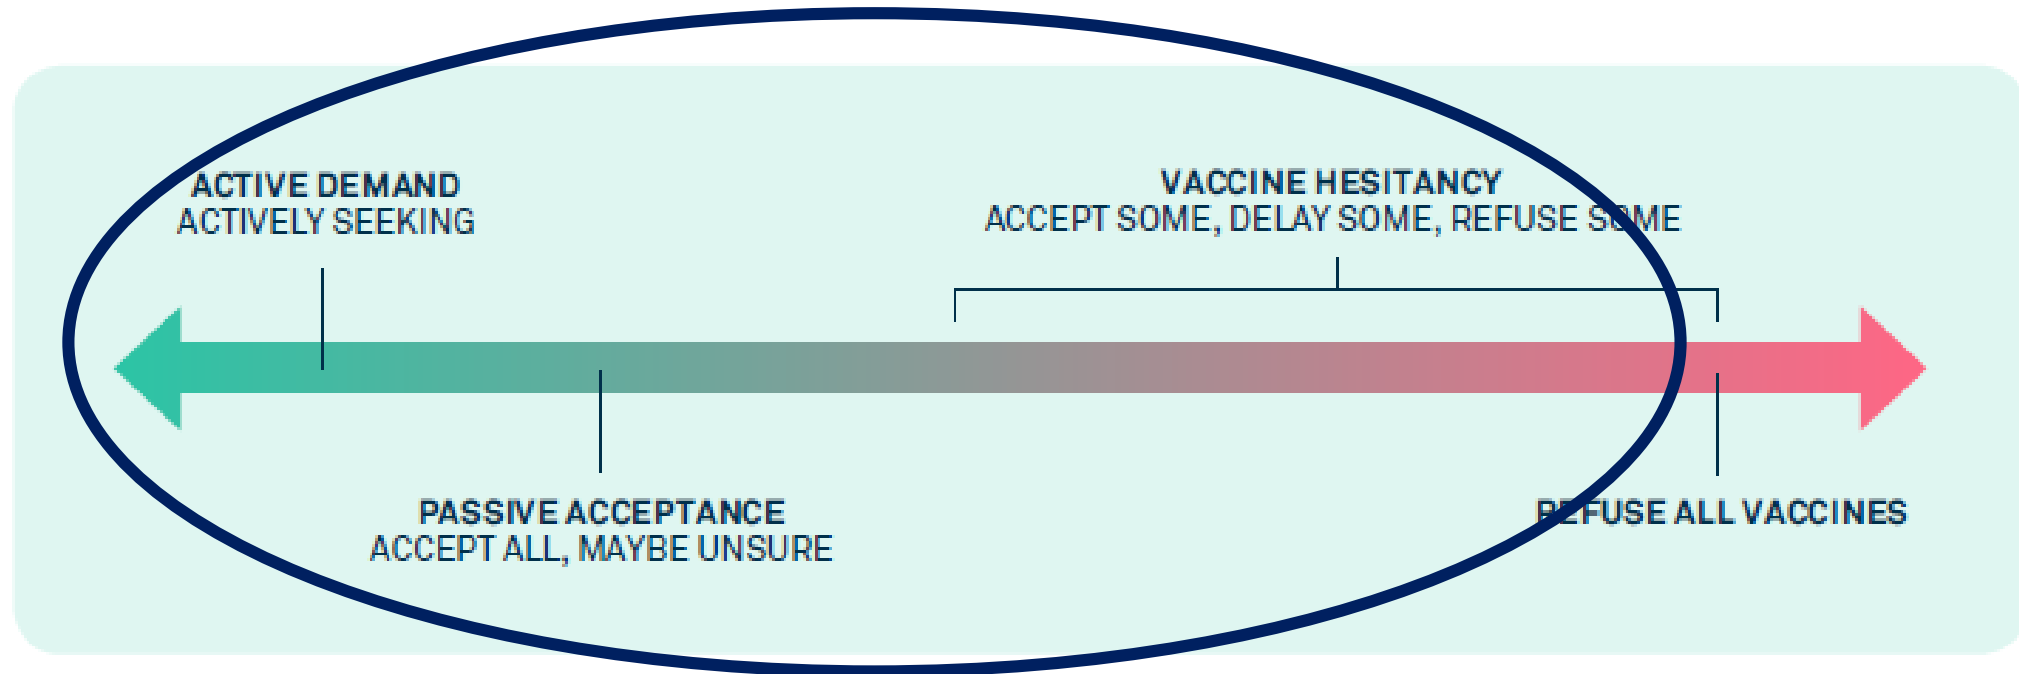 ACTIVE DEMAND
ACTIVELY SEEKING
VACCINE HESITANCY
ACCEPT SOME, DELAY SOME, REFUSE SOME
PASSIVE ACCEPTANCE
ACCEPT ALL, MAYBE UNSURE
REFUSE ALL VACCINES